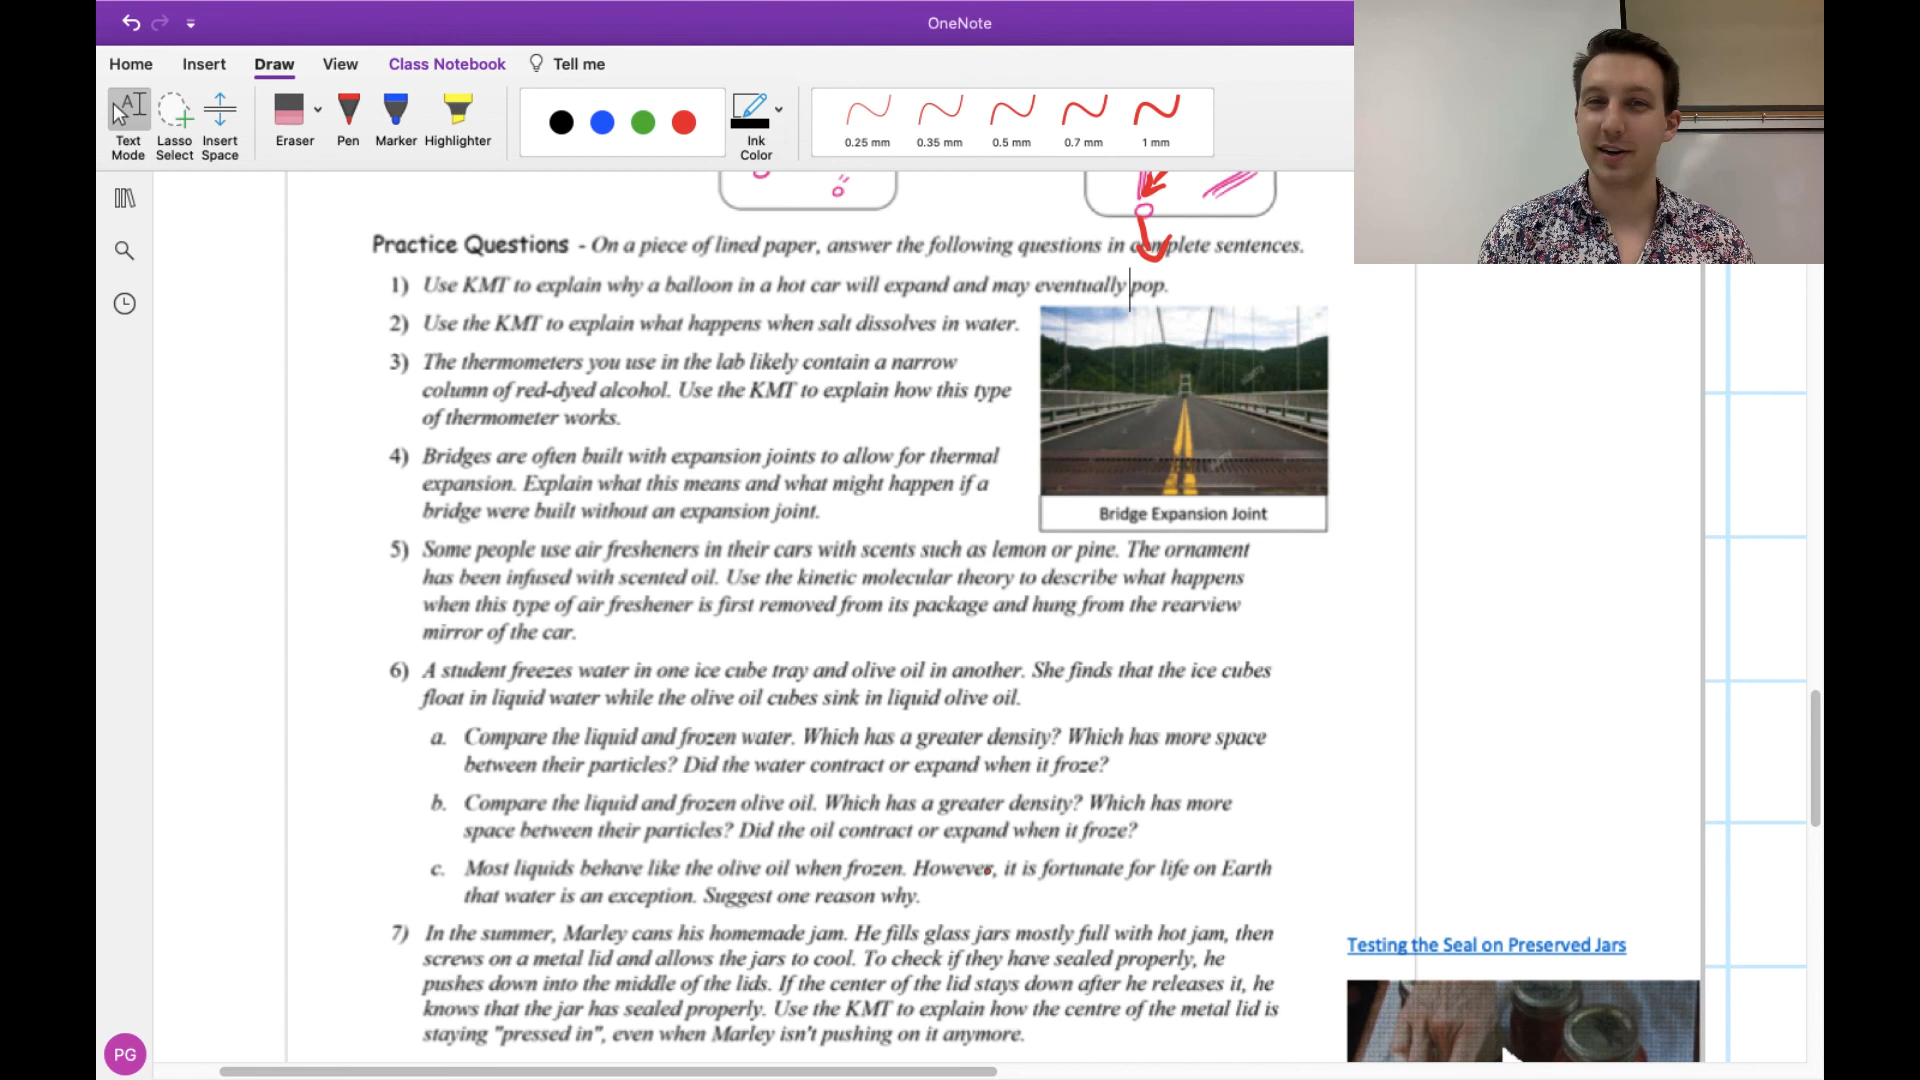 OneNote
Home Insert Draw View Class Notebook Tell me
Text Mode
Lasso Select
Insert Space
Eraser
Pen
Marker
Highlighter
Ink Color
0.25 mm
0.35 mm
0.5 mm
0.7 mm
1 mm
Practice Questions - On a piece of lined paper, answer the following questions in complete sentences.
1) Use KMT to explain why a balloon in a hot car will expand and may eventually pop.
2) Use the KMT to explain what happens when salt dissolves in water.
3) The thermometers you use in the lab likely contain a narrow
column of red-dyed alcohol. Use the KMT to explain how this type
of thermometer works.
4) Bridges are often built with expansion joints to allow for thermal
expansion. Explain what this means and what might happen if a
bridge were built without an expansion joint.
Bridge Expansion Joint
5) Some people use air fresheners in their cars with scents such as lemon or pine. The ornament
has been infused with scented oil. Use the kinetic molecular theory to describe what happens
when this type of air freshener is first removed from its package and hung from the rearview
mirror of the car.
6) A student freezes water in one ice cube tray and olive oil in another. She finds that the ice cubes
float in liquid water while the olive oil cubes sink in liquid olive oil.
a. Compare the liquid and frozen water. Which has a greater density? Which has more space
between their particles? Did the water contract or expand when it froze?
b. Compare the liquid and frozen olive oil. Which has a greater density? Which has more
space between their particles? Did the oil contract or expand when it froze?
c. Most liquids behave like the olive oil when frozen. However, it is fortunate for life on Earth
that water is an exception. Suggest one reason why.
7) In the summer, Marley cans his homemade jam. He fills glass jars mostly full with hot jam, then
screws on a metal lid and allows the jars to cool. To check if they have sealed properly, he
pushes down into the middle of the lids. If the center of the lid stays down after he releases it, he
knows that the jar has sealed properly. Use the KMT to explain how the centre of the metal lid is
staying "pressed in", even when Marley isn't pushing on it anymore.
Testing the Seal on Preserved Jars
PG